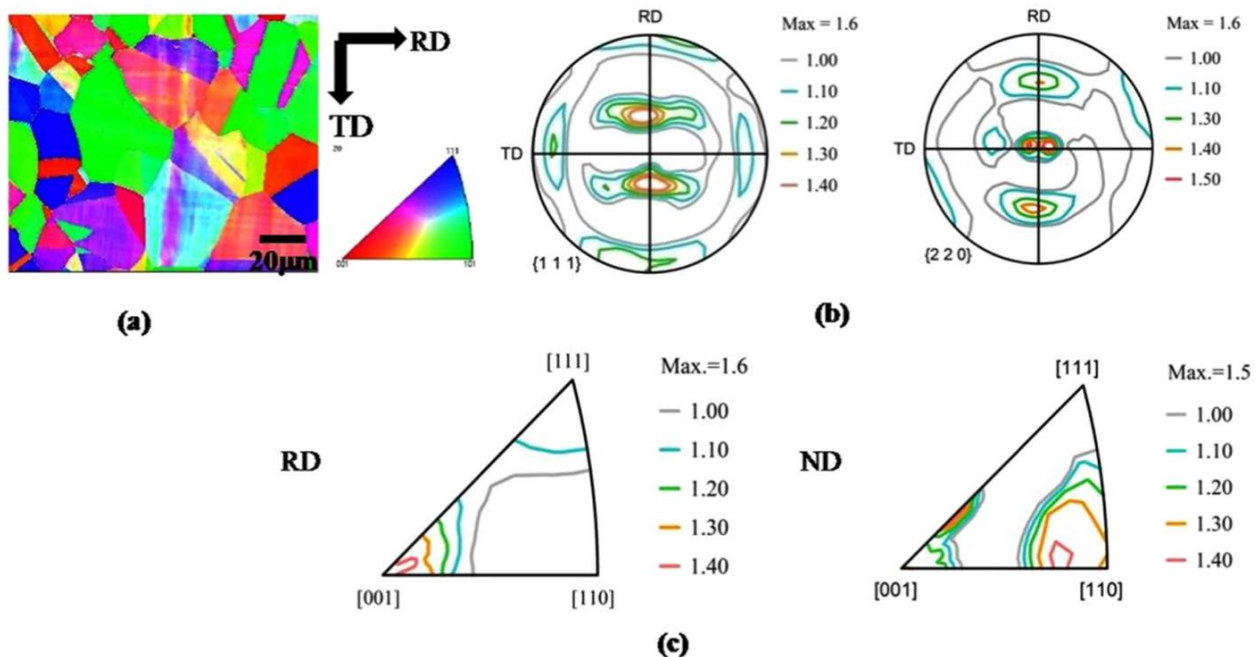 RD
TD
20μm
111
001
101
(a)
RD
TD
{1 1 1}
Max = 1.6
1.00
1.10
1.20
1.30
1.40
RD
TD
{2 2 0}
Max = 1.6
1.00
1.10
1.30
1.40
1.50
(b)
RD
[111]
[001]
[110]
Max.=1.6
1.00
1.10
1.20
1.30
1.40
ND
[111]
[001]
[110]
Max.=1.5
1.00
1.10
1.20
1.30
1.40
(c)